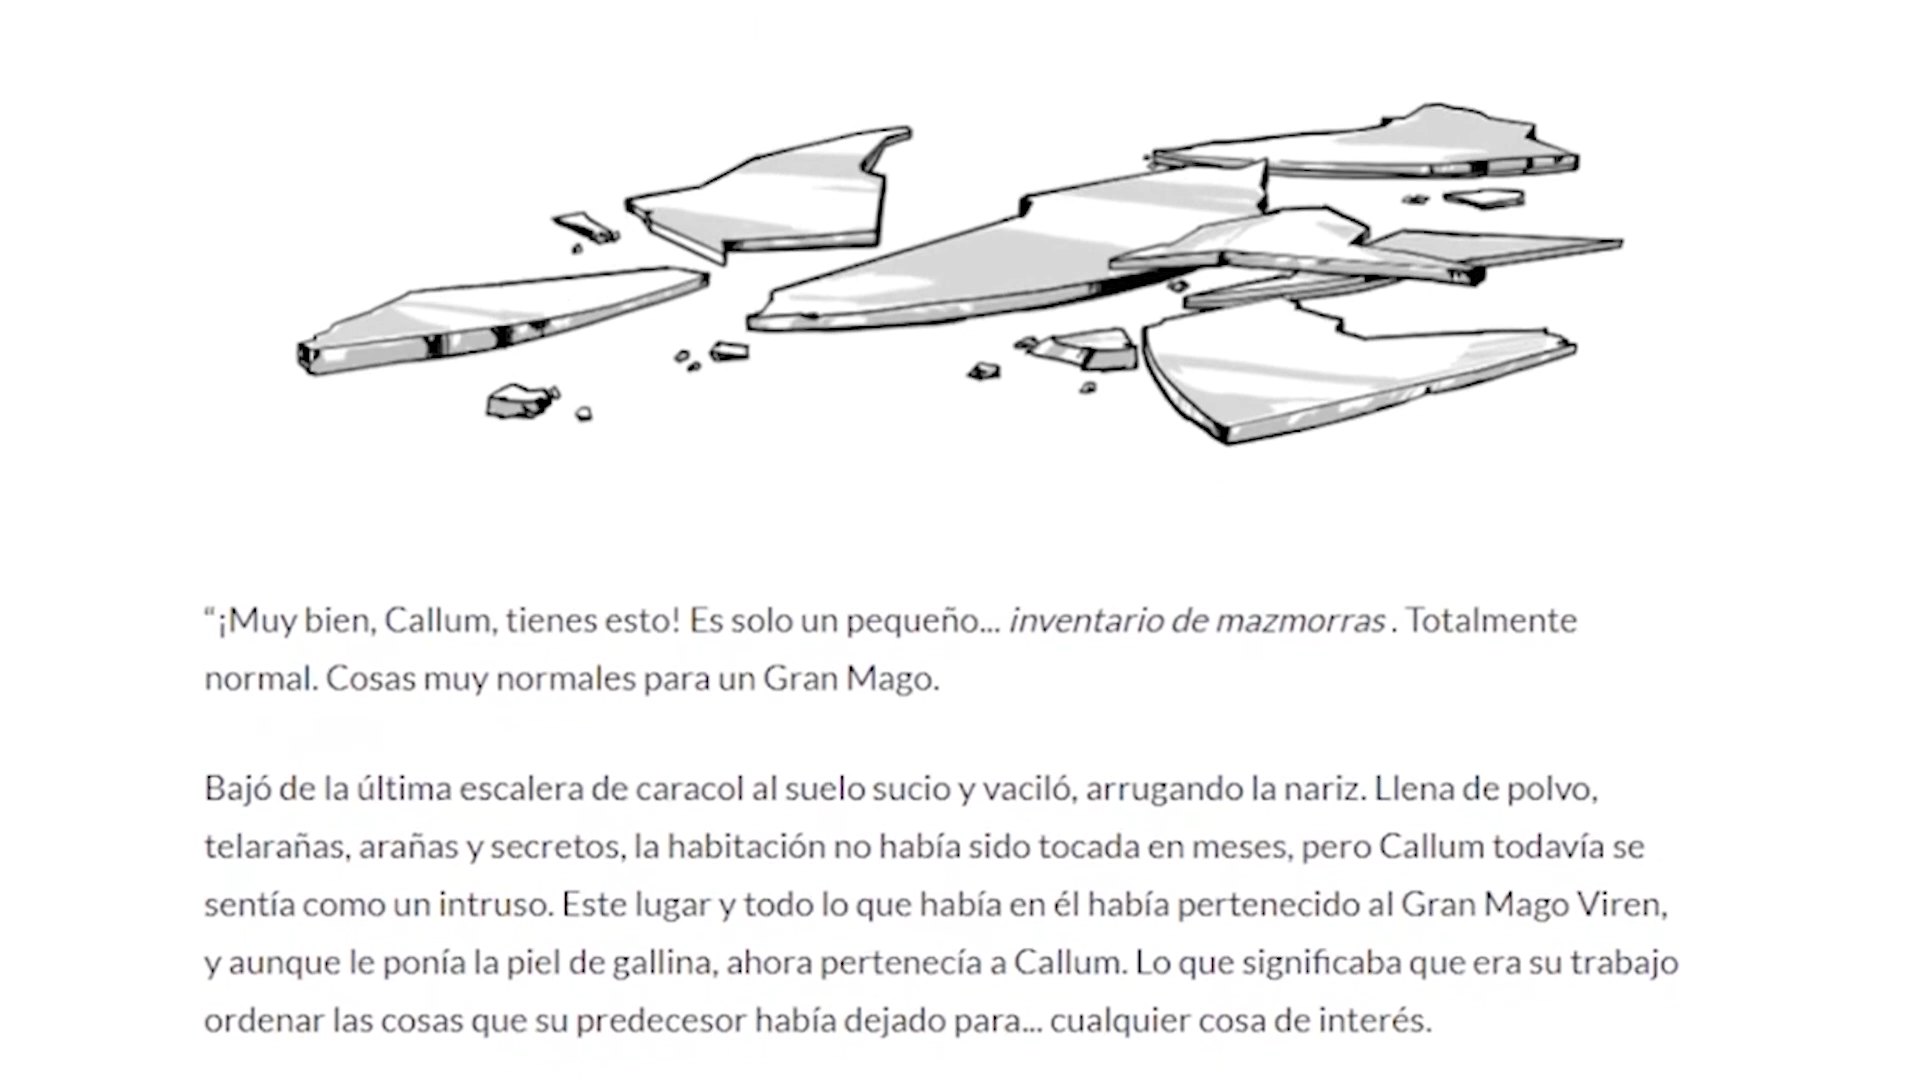 “¡Muy bien, Callum, tienes esto! Es solo un pequeño... inventario de mazmorras . Totalmente
normal. Cosas muy normales para un Gran Mago.
Bajó de la última escalera de caracol al suelo sucio y vaciló, arrugando la nariz. Llena de polvo,
telarañas, arañas y secretos, la habitación no había sido tocada en meses, pero Callum todavía se
sentía como un intruso. Este lugar y todo lo que había en él había pertenecido al Gran Mago Viren,
y aunque le ponía la piel de gallina, ahora pertenecía a Callum. Lo que significaba que era su trabajo
ordenar las cosas que su predecesor había dejado para... cualquier cosa de interés.